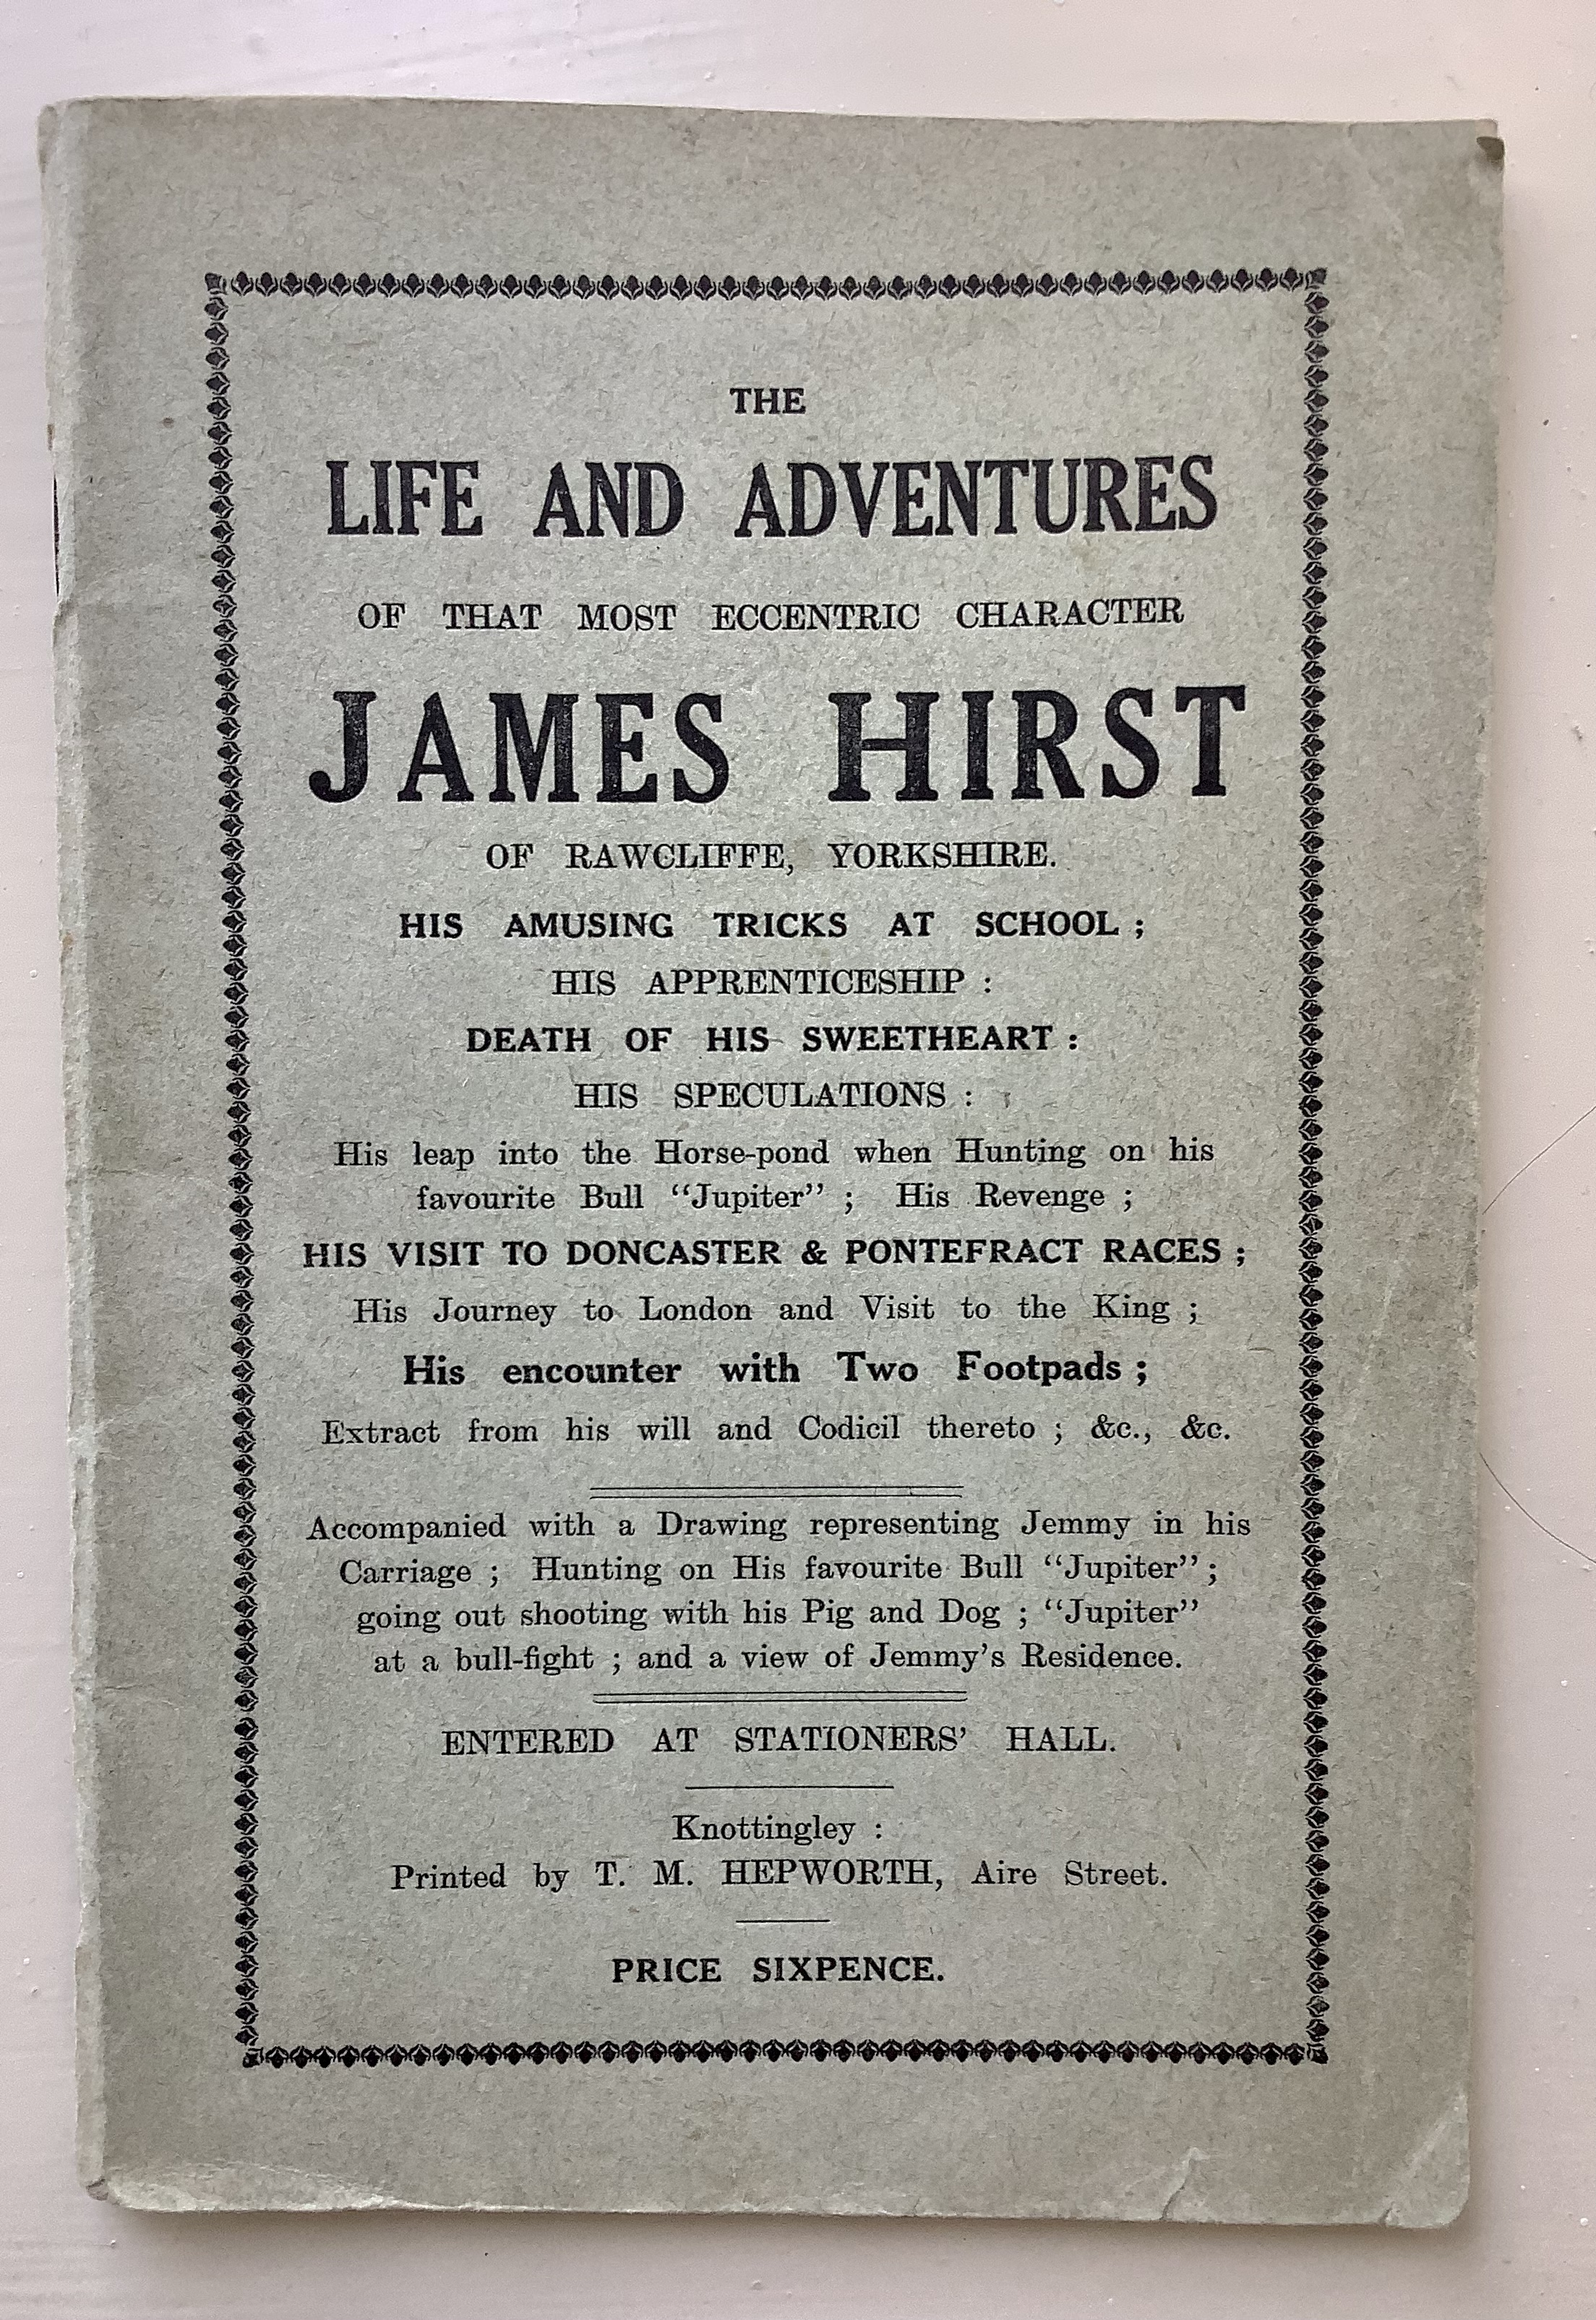 THE
LIFE AND ADVENTURES
OF THAT MOST ECCENTRIC CHARACTER
JAMES HIRST
OF RAWCLIFFE, YORKSHIRE.
HIS AMUSING TRICKS AT SCHOOL ;
HIS APPRENTICESHIP :
DEATH OF HIS SWEETHEART :
HIS SPECULATIONS :
His leap into the Horse-pond when Hunting on his
favourite Bull “Jupiter” ; His Revenge ;
HIS VISIT TO DONCASTER & PONTEFRACT RACES ;
His Journey to London and Visit to the King ;
His encounter with Two Footpads ;
Extract from his will and Codicil thereto ; &c., &c.
Accompanied with a Drawing representing Jemmy in his
Carriage ; Hunting on His favourite Bull “Jupiter” ;
going out shooting with his Pig and Dog ; “Jupiter”
at a bull-fight ; and a view of Jemmy’s Residence.
ENTERED AT STATIONERS’ HALL.
Knottingley :
Printed by T. M. HEPWORTH, Aire Street.
PRICE SIXPENCE.